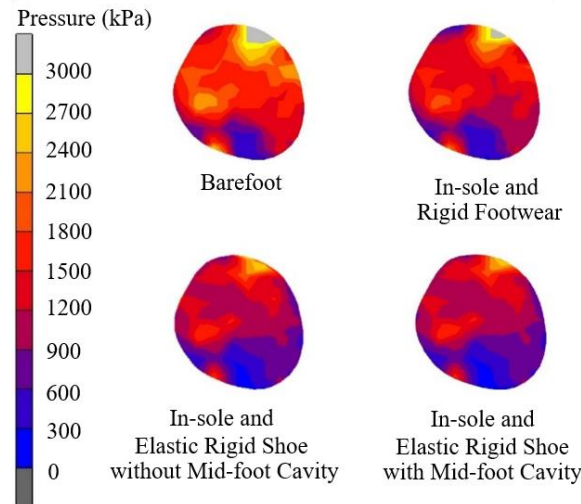 Pressure (kPa)
3000
2700
2400
2100
1800
1500
1200
900
600
300
0
Barefoot
In-sole and
Rigid Footwear
In-sole and
Elastic Rigid Shoe
without Mid-foot Cavity
In-sole and
Elastic Rigid Shoe
with Mid-foot Cavity